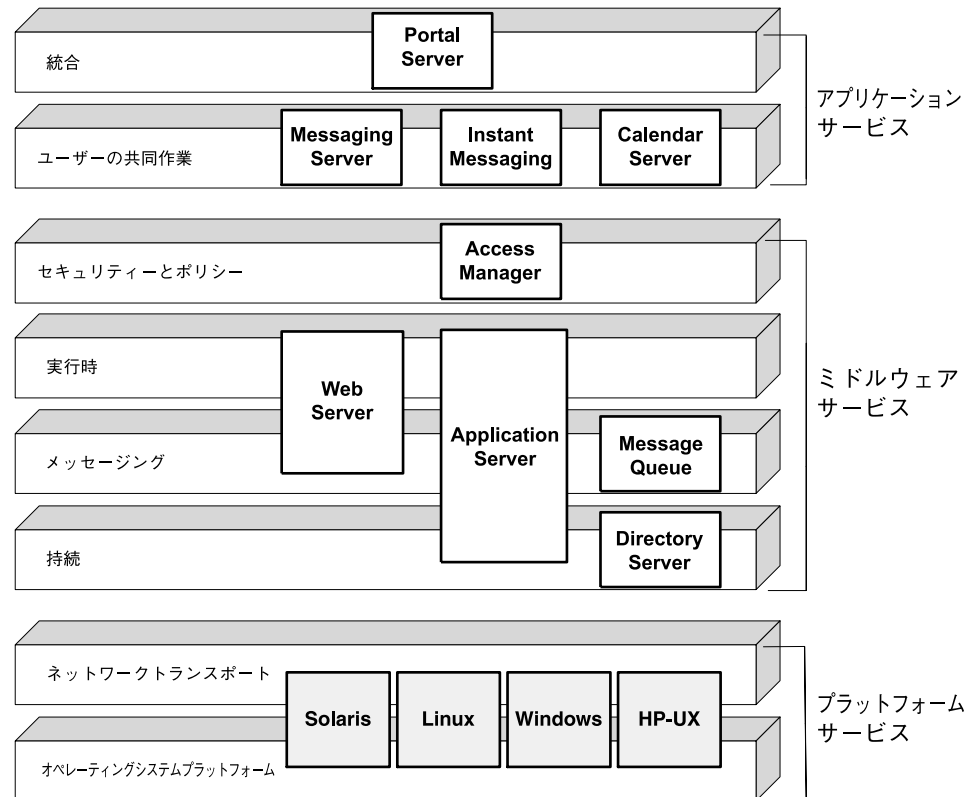 統合
Portal
Server
アプリケーション
サービス
ユーザーの共同作業
Messaging
Server
Instant
Messaging
Calendar
Server
セキュリティーとポリシー
Access
Manager
実行時
Web
Server
Application
Server
ミドルウェア
サービス
メッセージング
Message
Queue
持続
Directory
Server
ネットワークトランスポート
Solaris
Linux
Windows
HP-UX
プラットフォーム
サービス
オペレーティングシステムプラットフォーム